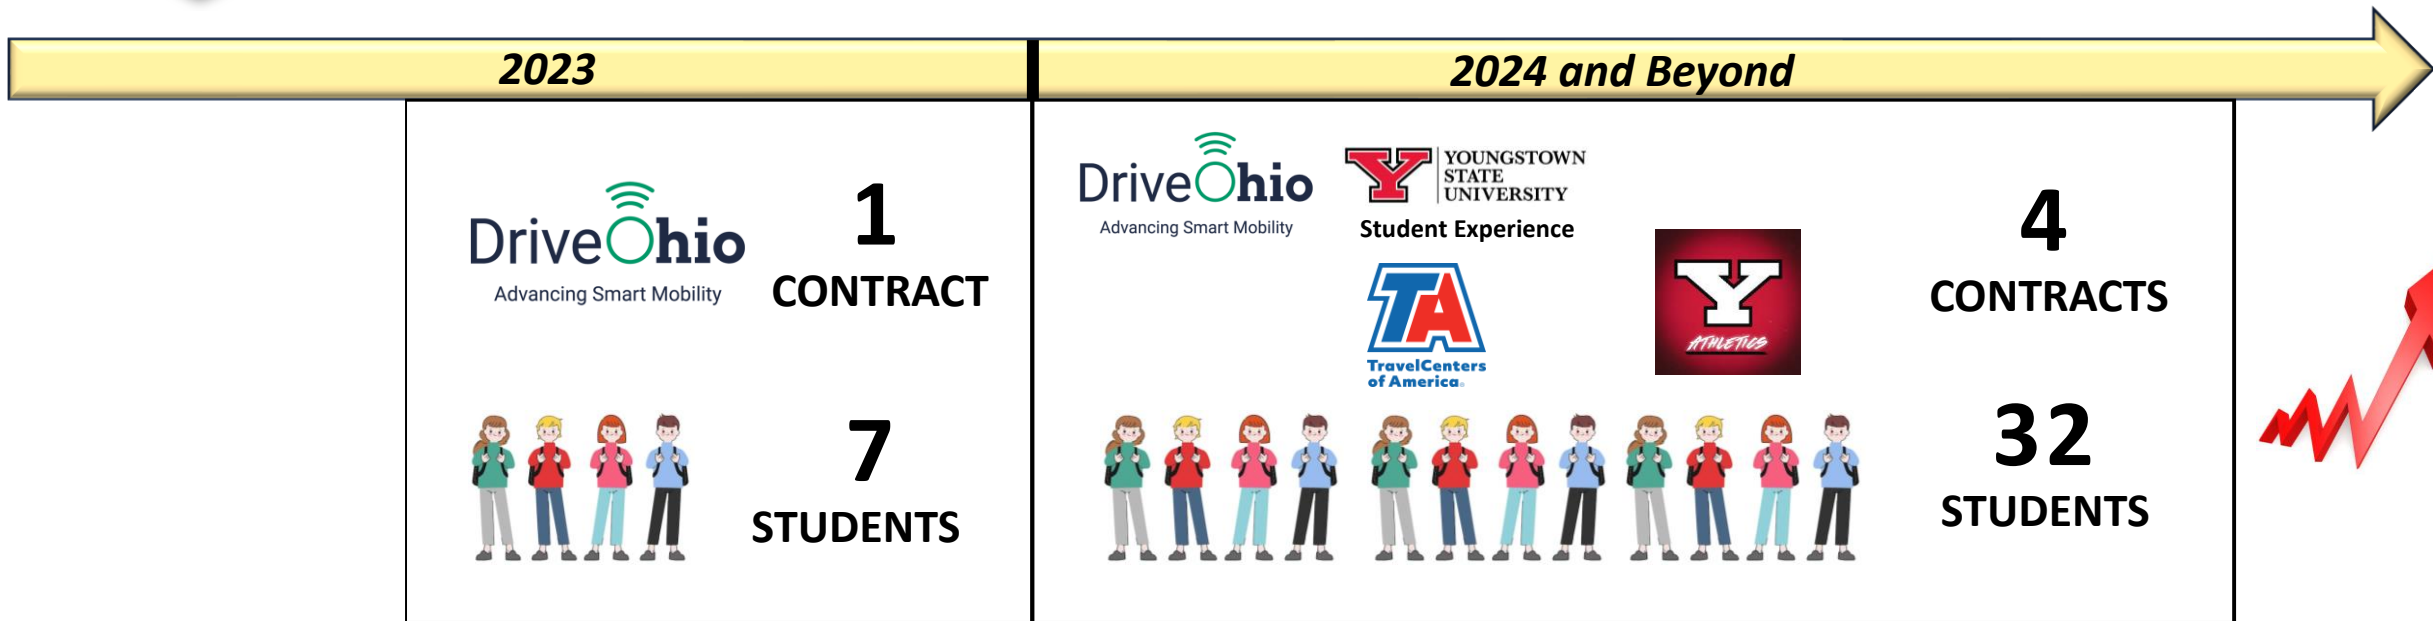 2023
2024 and Beyond
DriveOhio
Advancing Smart Mobility
1
CONTRACT
7
STUDENTS
DriveOhio
Advancing Smart Mobility
Y
YOUNGSTOWN
STATE
UNIVERSITY
Student Experience
TA
TravelCenters
of America
Y
ATHLETICS
4
CONTRACTS
32
STUDENTS